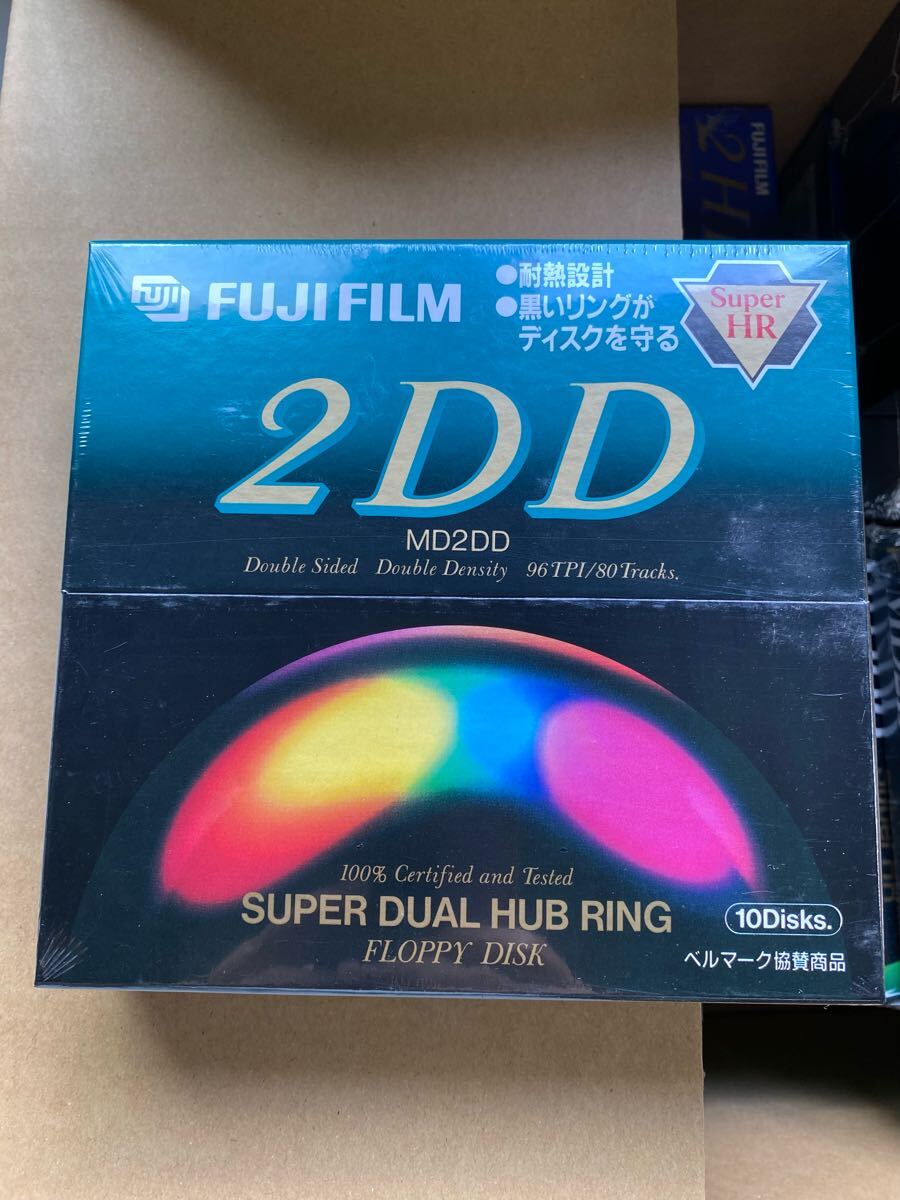 FUJI FUJIFILM
●耐熱設計
●黒いリングが
ディスクを守る
Super
HR
2DD
MD2DD
Double Sided Double Density 96TPI/80Tracks.
100% Certified and Tested
SUPER DUAL HUB RING
FLOPPY DISK
10Disks.
ベルマーク協賛商品
FUJIFILM